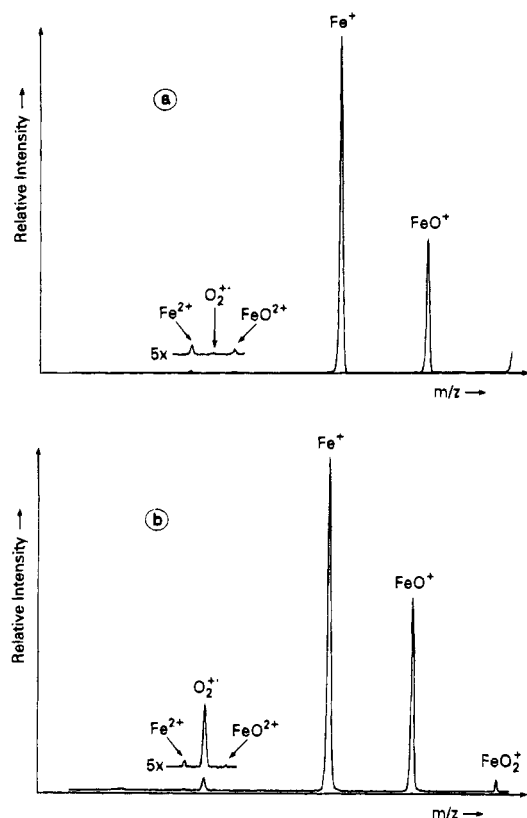 Fe⁺
ⓐ
Relative Intensity →
FeO⁺
O₂⁺·
Fe²⁺
FeO²⁺
5x
m/z →
Fe⁺
ⓑ
Relative Intensity →
FeO⁺
O₂⁺·
Fe²⁺
FeO²⁺
5x
FeO₂⁺
m/z →